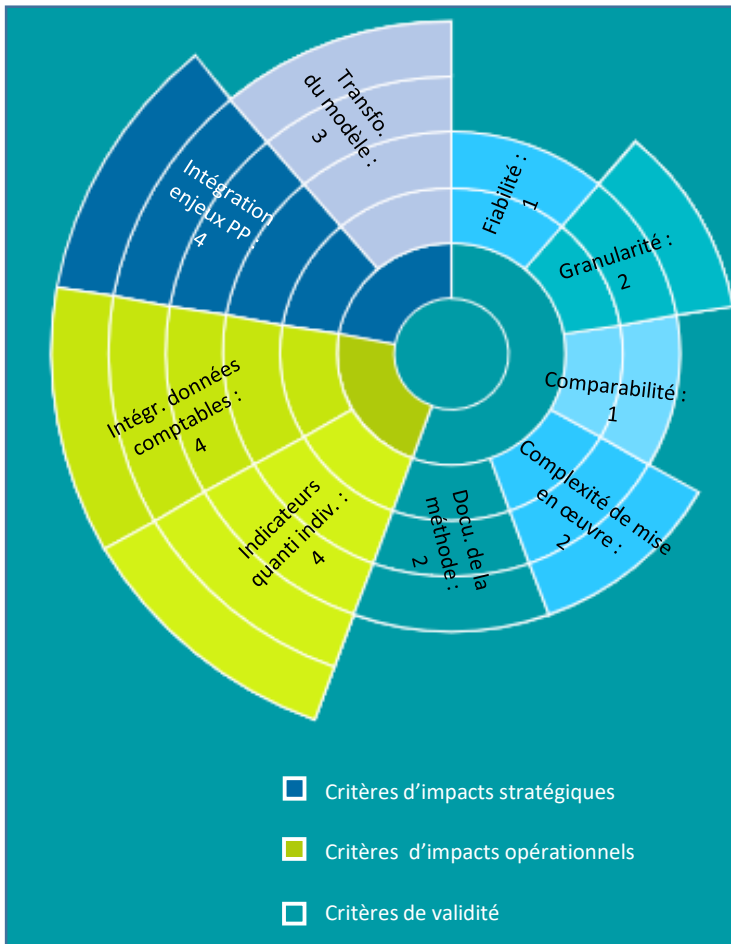 Transfo.
du modèle :
3
Fiabilité :
1
Granularité :
2
Comparabilité :
1
Complexité de mise
en œuvre :
2
Docu. de la
méthode :
2
Indicateurs
quanti indiv. :
4
Intégr. données
comptables :
4
Intégration
enjeux PP :
4
Critères d’impacts stratégiques
Critères d’impacts opérationnels
Critères de validité